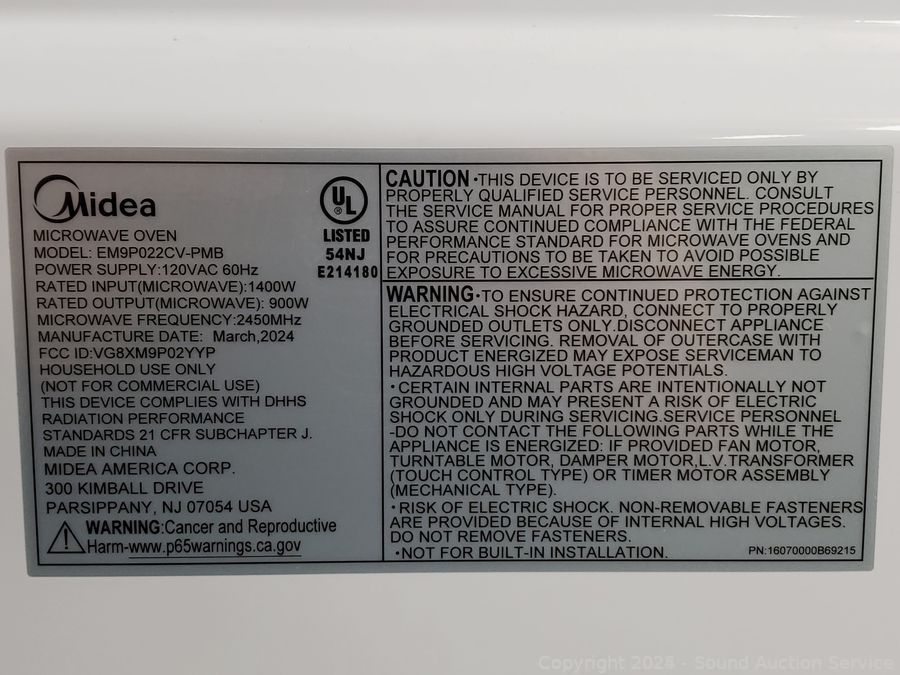 Midea
MICROWAVE OVEN
MODEL: EM9P022CV-PMB
POWER SUPPLY:120VAC 60Hz
RATED INPUT(MICROWAVE):1400W
RATED OUTPUT(MICROWAVE): 900W
MICROWAVE FREQUENCY:2450MHz
MANUFACTURE DATE: March,2024
FCC ID:VG8XM9P02YYP
HOUSEHOLD USE ONLY
(NOT FOR COMMERCIAL USE)
THIS DEVICE COMPLIES WITH DHHS
RADIATION PERFORMANCE
STANDARDS 21 CFR SUBCHAPTER J.
MADE IN CHINA
MIDEA AMERICA CORP.
300 KIMBALL DRIVE
PARSIPPANY, NJ 07054 USA
WARNING:Cancer and Reproductive
Harm-www.p65warnings.ca.gov
UL
®
LISTED
54NJ
E214180
CAUTION •THIS DEVICE IS TO BE SERVICED ONLY BY
PROPERLY QUALIFIED SERVICE PERSONNEL. CONSULT
THE SERVICE MANUAL FOR PROPER SERVICE PROCEDURES
TO ASSURE CONTINUED COMPLIANCE WITH THE FEDERAL
PERFORMANCE STANDARD FOR MICROWAVE OVENS AND
FOR PRECAUTIONS TO BE TAKEN TO AVOID POSSIBLE
EXPOSURE TO EXCESSIVE MICROWAVE ENERGY.
WARNING•TO ENSURE CONTINUED PROTECTION AGAINST
ELECTRICAL SHOCK HAZARD, CONNECT TO PROPERLY
GROUNDED OUTLETS ONLY.DISCONNECT APPLIANCE
BEFORE SERVICING. REMOVAL OF OUTERCASE WITH
PRODUCT ENERGIZED MAY EXPOSE SERVICEMAN TO
HAZARDOUS HIGH VOLTAGE POTENTIALS.
•CERTAIN INTERNAL PARTS ARE INTENTIONALLY NOT
GROUNDED AND MAY PRESENT A RISK OF ELECTRIC
SHOCK ONLY DURING SERVICING.SERVICE PERSONNEL
-DO NOT CONTACT THE FOLLOWING PARTS WHILE THE
APPLIANCE IS ENERGIZED: IF PROVIDED FAN MOTOR,
TURNTABLE MOTOR, DAMPER MOTOR,L.V.TRANSFORMER
(TOUCH CONTROL TYPE) OR TIMER MOTOR ASSEMBLY
(MECHANICAL TYPE).
•RISK OF ELECTRIC SHOCK. NON-REMOVABLE FASTENERS
ARE PROVIDED BECAUSE OF INTERNAL HIGH VOLTAGES.
DO NOT REMOVE FASTENERS.
•NOT FOR BUILT-IN INSTALLATION.
PN:16070000B69215
Copyright 2026 - Sound Auction Service